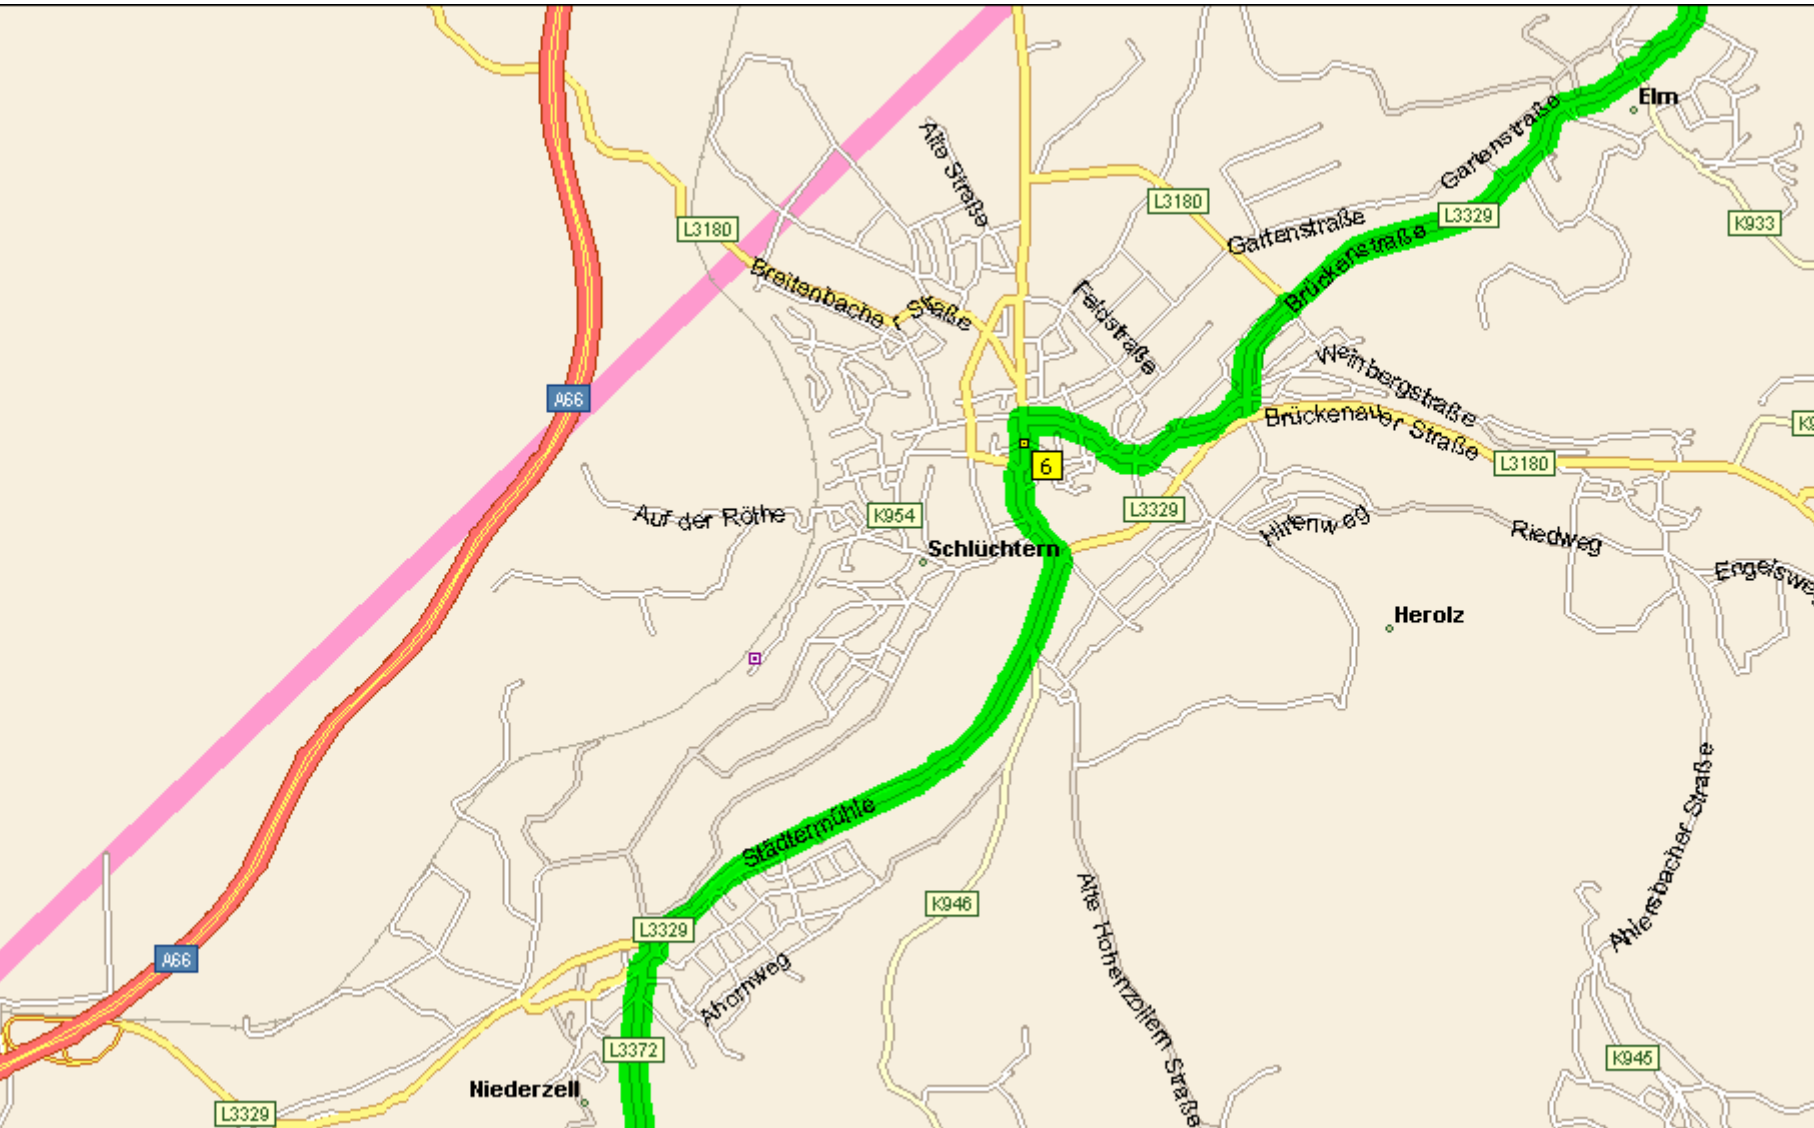 Elm
Gartenstraße
Alte Straße
L3180
L3329
K933
L3180
Gartenstraße
Brückenstraße
Breitenbacher Staße
Feldstraße
Weinbergstraße
A66
Brückenauer Straße
L3180
6
L3329
K954
Auf der Röthe
Hirtenweg
Riedweg
Schlüchtern
Herolz
Städtermühle
Ahlersbacher Straße
K946
Alte Hohenzollern Straße
L3329
A66
Ahornweg
L3372
K945
Niederzell
L3329